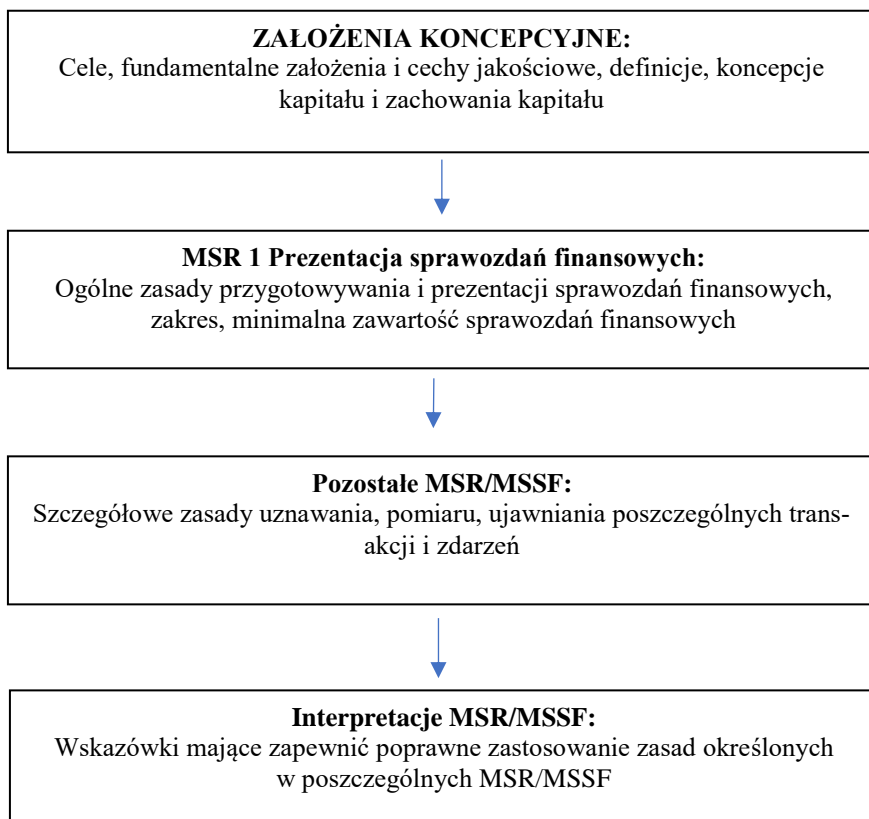 ZAŁOŻENIA KONCEPCYJNE:
Cele, fundamentalne założenia i cechy jakościowe, definicje, koncepcje
kapitału i zachowania kapitału
MSR 1 Prezentacja sprawozdań finansowych:
Ogólne zasady przygotowywania i prezentacji sprawozdań finansowych,
zakres, minimalna zawartość sprawozdań finansowych
Pozostałe MSR/MSSF:
Szczegółowe zasady uznawania, pomiaru, ujawniania poszczególnych trans-
akcji i zdarzeń
Interpretacje MSR/MSSF:
Wskazówki mające zapewnić poprawne zastosowanie zasad określonych
w poszczególnych MSR/MSSF